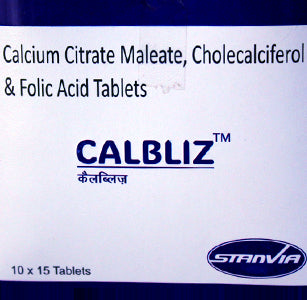 Calcium Citrate Maleate, Cholecalciferol
& Folic Acid Tablets
CALBLIZ™
कैलब्लिज़
STANVIA
10 x 15 Tablets